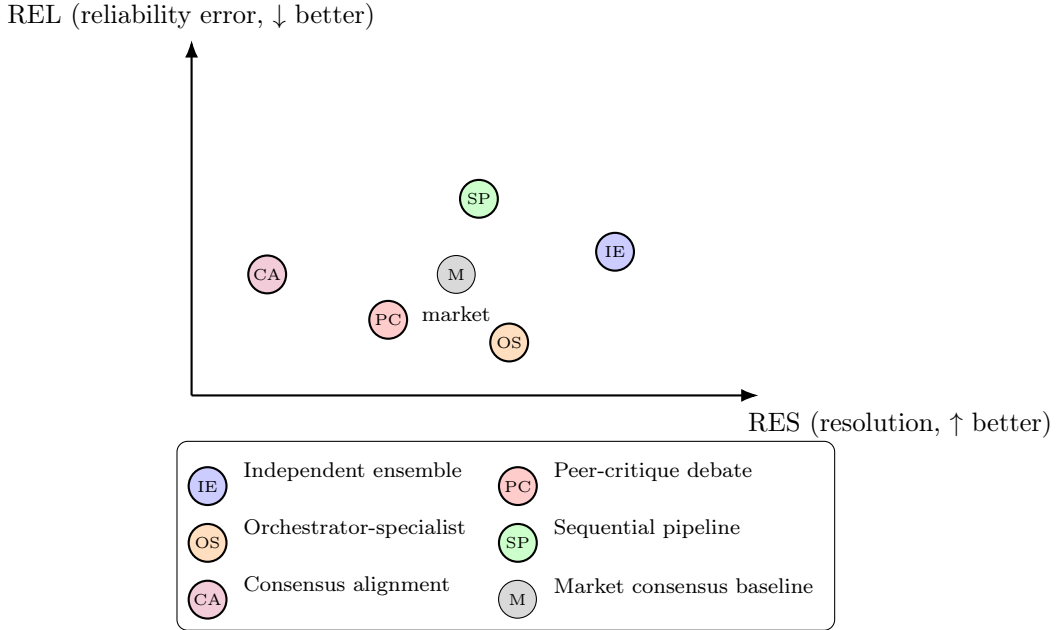 REL (reliability error, ↓ better)
SP
IE
CA
M
PC
market
OS
RES (resolution, ↑ better)
IE Independent ensemble
PC Peer-critique debate
OS Orchestrator-specialist
SP Sequential pipeline
CA Consensus alignment
M Market consensus baseline